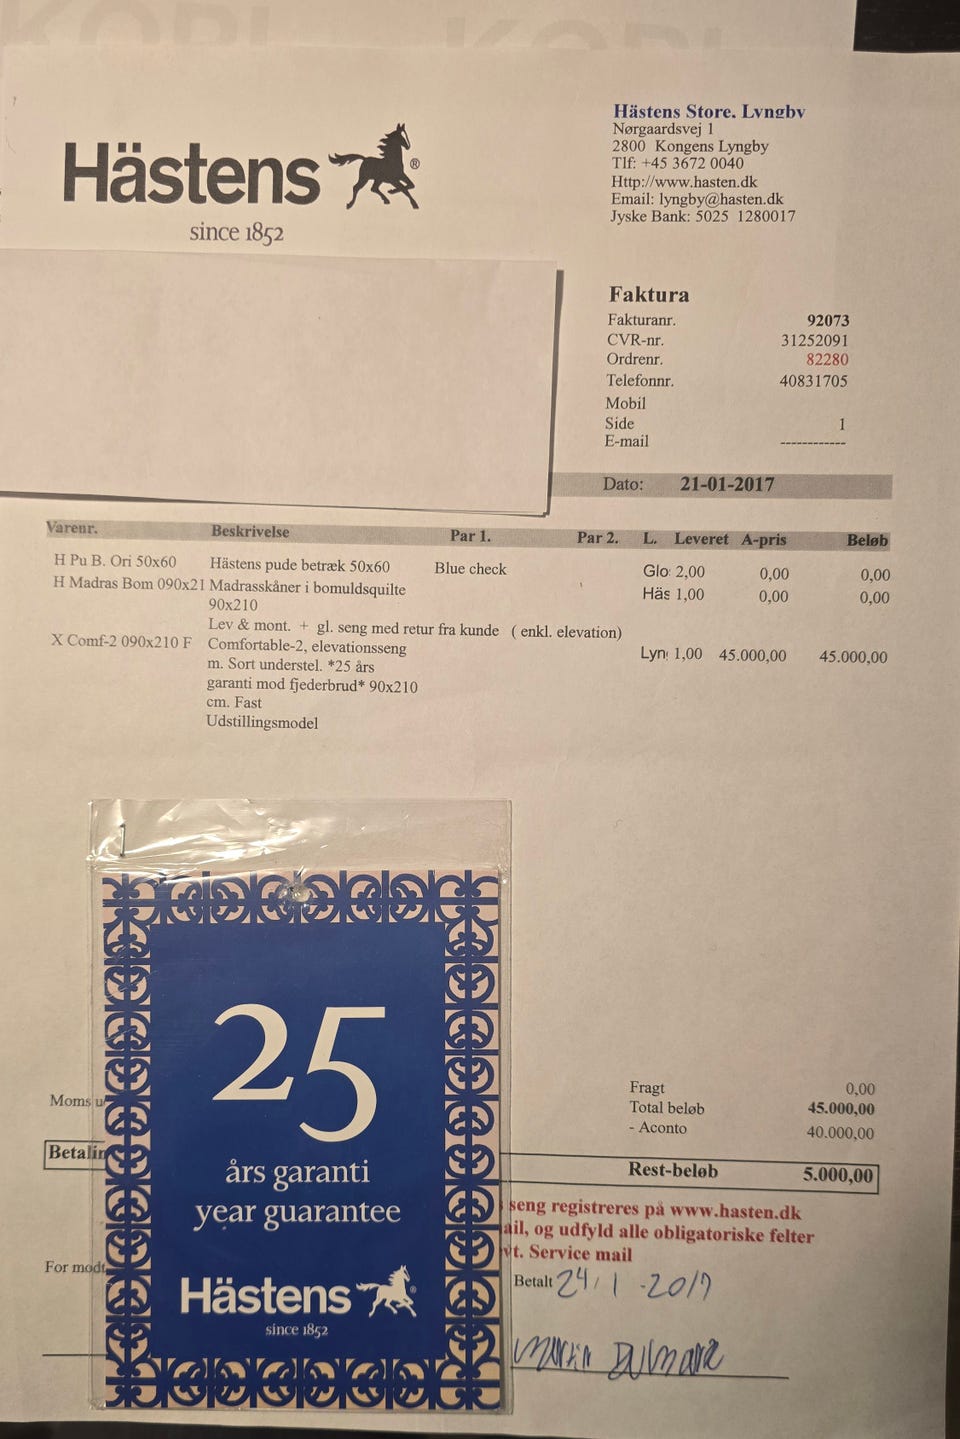 KOPI KOPI
Hästens®
since 1852
Hästens Store. Lyngby
Nørgaardsvej 1
2800 Kongens Lyngby
Tlf: +45 3672 0040
Http://www.hasten.dk
Email: lyngby@hasten.dk
Jyske Bank: 5025 1280017
Faktura
Fakturanr. 92073
CVR-nr. 31252091
Ordrenr. 82280
Telefonnr. 40831705
Mobil
Side 1
E-mail ------------
Dato: 21-01-2017
Varenr. Beskrivelse Par 1. Par 2. L. Leveret A-pris Beløb
H Pu B. Ori 50x60 Hästens pude betræk 50x60 Blue check Glo: 2,00 0,00 0,00
H Madras Bom 090x21 Madrasskåner i bomuldsquilte Häs 1,00 0,00 0,00
90x210
Lev & mont. + gl. seng med retur fra kunde ( enkl. elevation)
X Comf-2 090x210 F Comfortable-2, elevationsseng Lyn 1,00 45.000,00 45.000,00
m. Sort understel. *25 års
garanti mod fjederbrud* 90x210
cm. Fast
Udstillingsmodel
Fragt 0,00
Moms u Total beløb 45.000,00
- Aconto 40.000,00
Betalin Rest-beløb 5.000,00
seng registreres på www.hasten.dk
ail, og udfyld alle obligatoriske felter
vt. Service mail
For modt Betalt 24/1-2017
25
års garanti
year guarantee
Hästens®
since 1852